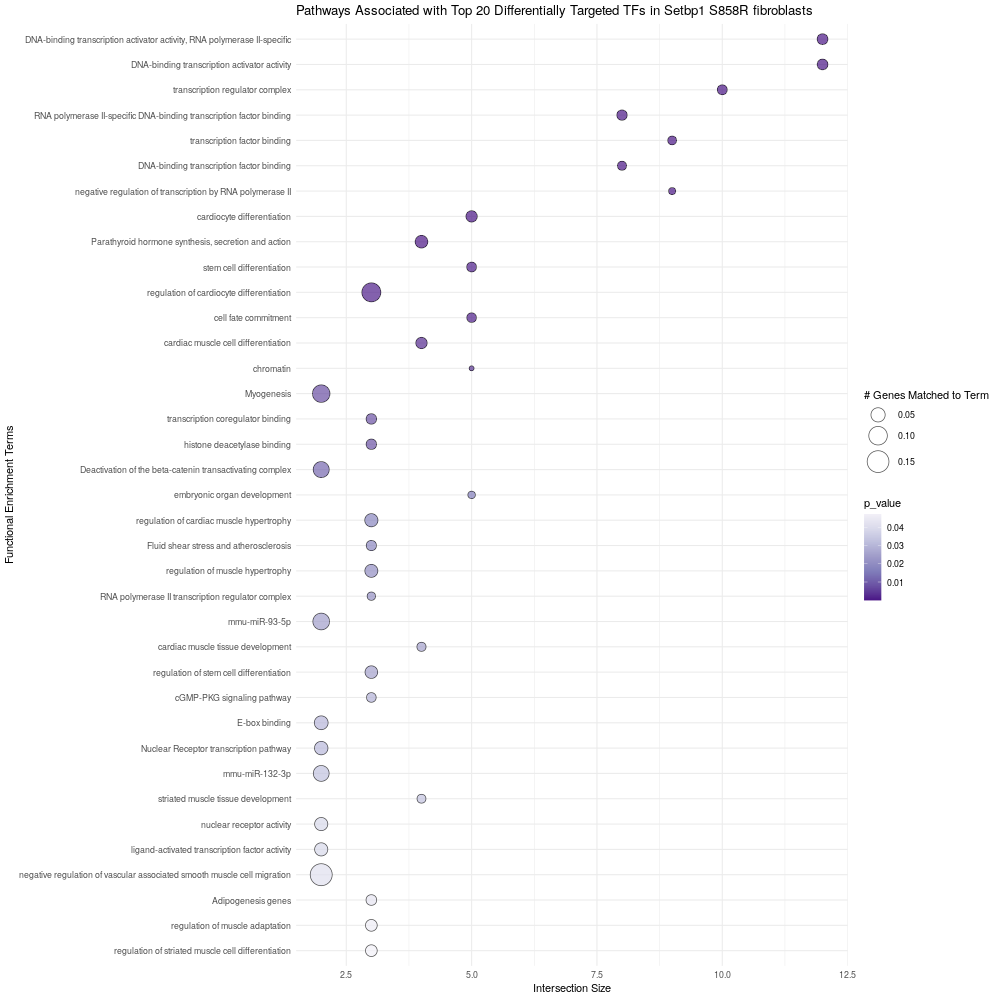 Pathways Associated with Top 20 Differentially Targeted TFs in Setbp1 S858R fibroblasts
DNA-binding transcription activator activity, RNA polymerase II-specific
DNA-binding transcription activator activity
transcription regulator complex
RNA polymerase II-specific DNA-binding transcription factor binding
transcription factor binding
DNA-binding transcription factor binding
negative regulation of transcription by RNA polymerase II
cardiocyte differentiation
Parathyroid hormone synthesis, secretion and action
stem cell differentiation
regulation of cardiocyte differentiation
cell fate commitment
cardiac muscle cell differentiation
chromatin
Myogenesis
transcription coregulator binding
histone deacetylase binding
Deactivation of the beta-catenin transactivating complex
embryonic organ development
regulation of cardiac muscle hypertrophy
Fluid shear stress and atherosclerosis
regulation of muscle hypertrophy
RNA polymerase II transcription regulator complex
mmu-miR-93-5p
cardiac muscle tissue development
regulation of stem cell differentiation
cGMP-PKG signaling pathway
E-box binding
Nuclear Receptor transcription pathway
mmu-miR-132-3p
striated muscle tissue development
nuclear receptor activity
ligand-activated transcription factor activity
negative regulation of vascular associated smooth muscle cell migration
Adipogenesis genes
regulation of muscle adaptation
regulation of striated muscle cell differentiation
Functional Enrichment Terms
2.5
5.0
7.5
10.0
12.5
Intersection Size
# Genes Matched to Term
0.05
0.10
0.15
p_value
0.04
0.03
0.02
0.01